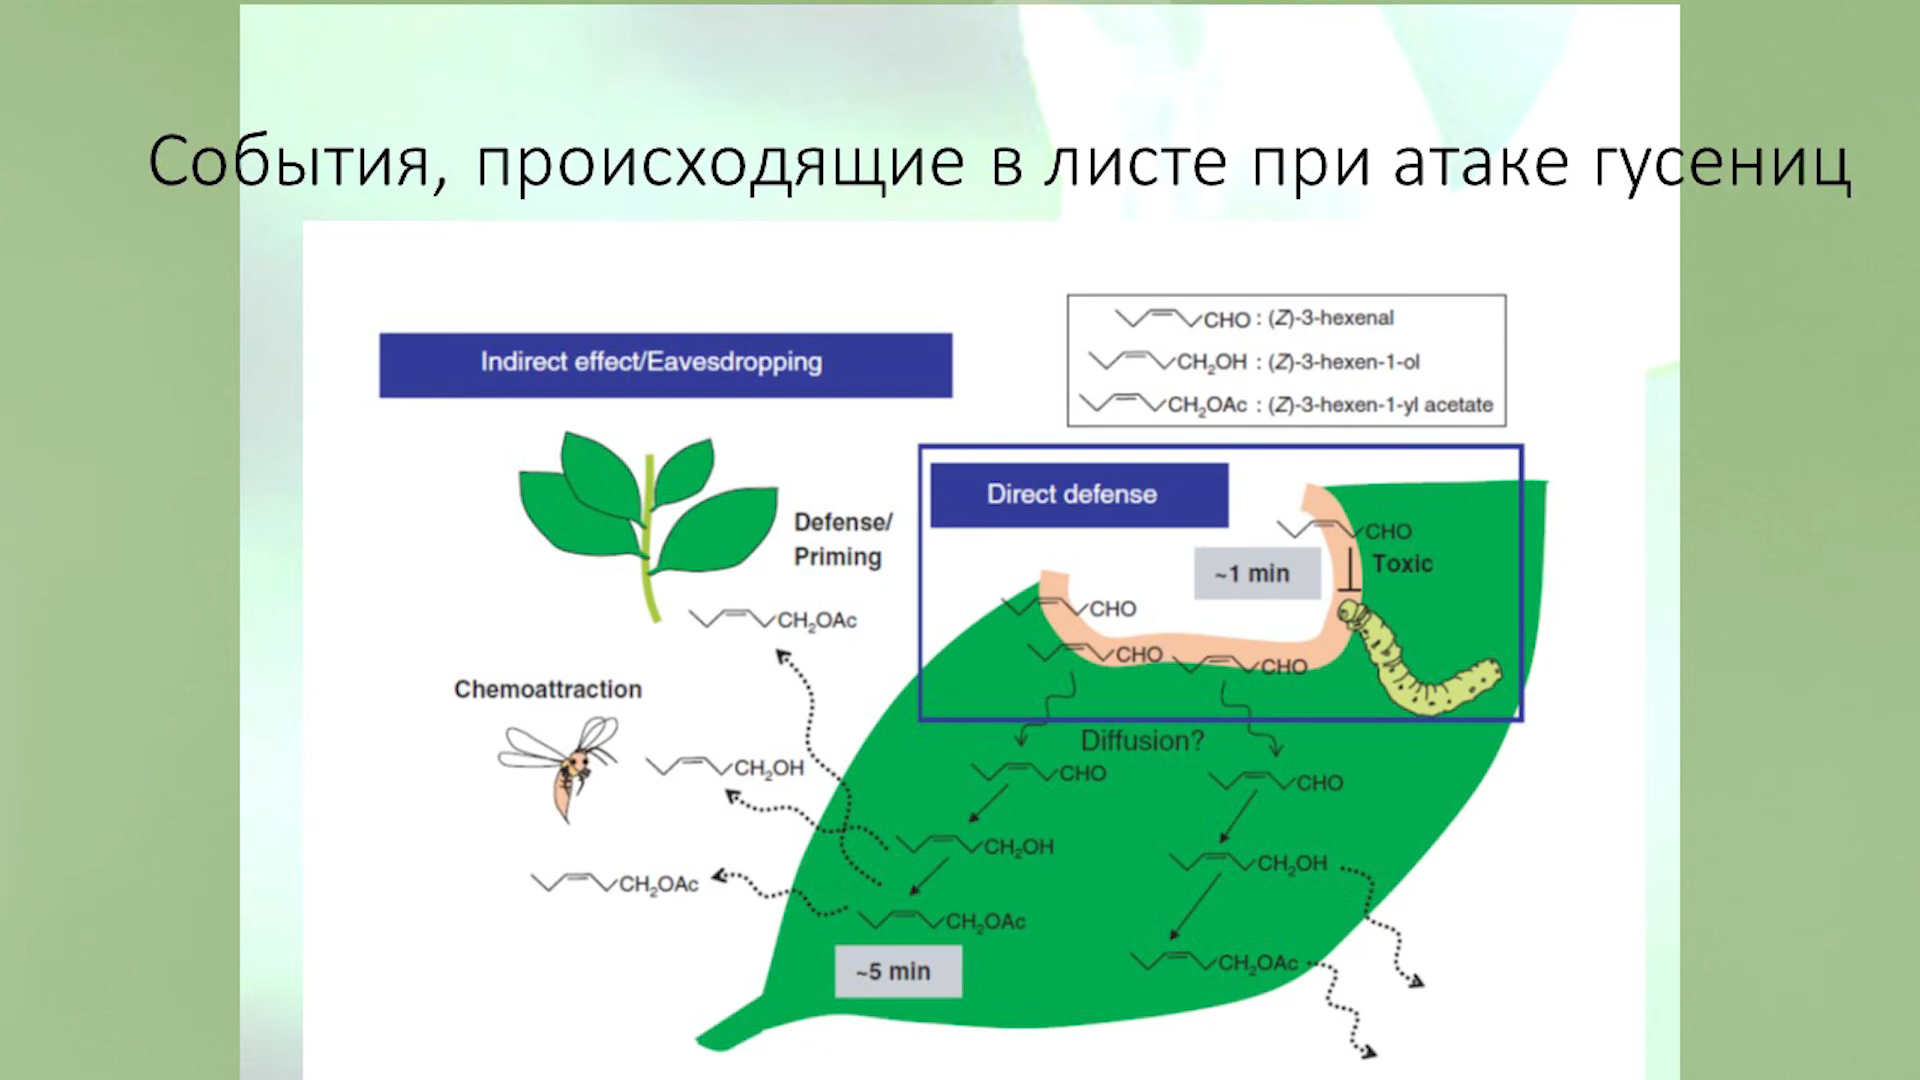 События, происходящие в листе при атаке гусениц
CHO : (Z)-3-hexenal
CH₂OH : (Z)-3-hexen-1-ol
CH₂OAc : (Z)-3-hexen-1-yl acetate
Indirect effect/Eavesdropping
Direct defense
Defense/
Priming
CHO
Toxic
~1 min
CHO
CHO
CHO
CH₂OAc
Chemoattraction
Diffusion?
CH₂OH
CHO
CHO
CH₂OH
CH₂OH
CH₂OAc
CH₂OAc
CH₂OAc
~5 min